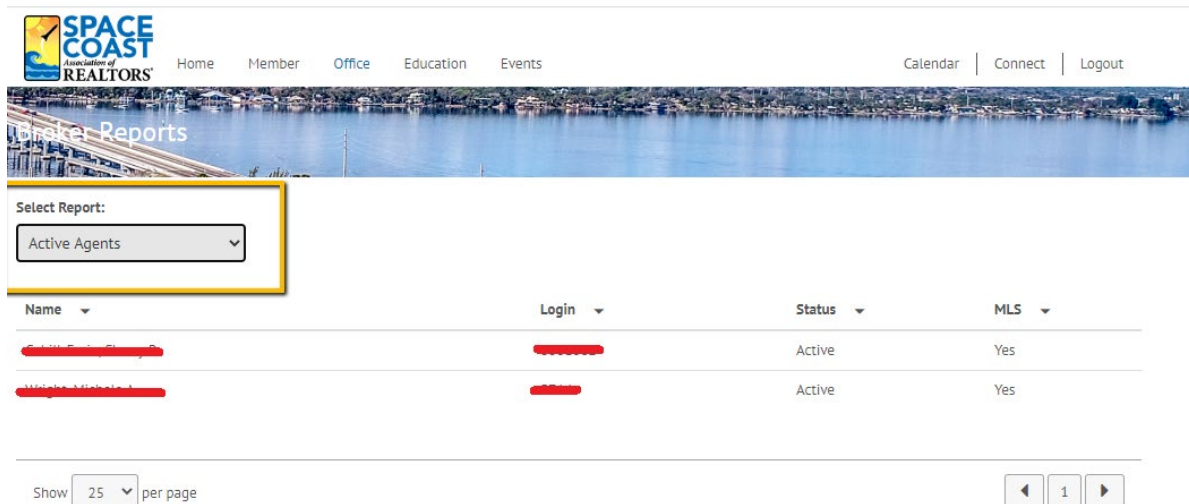 SPACE
COAST
Association of
REALTORS®
Home Member Office Education Events Calendar Connect Logout
Broker Reports
Select Report:
Active Agents
Name Login Status MLS
Active Yes
Active Yes
Show 25 per page 1